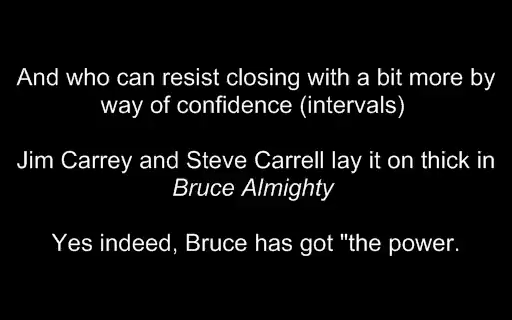 And who can resist closing with a bit more by
way of confidence (intervals)
Jim Carrey and Steve Carrell lay it on thick in
Bruce Almighty
Yes indeed, Bruce has got "the power.